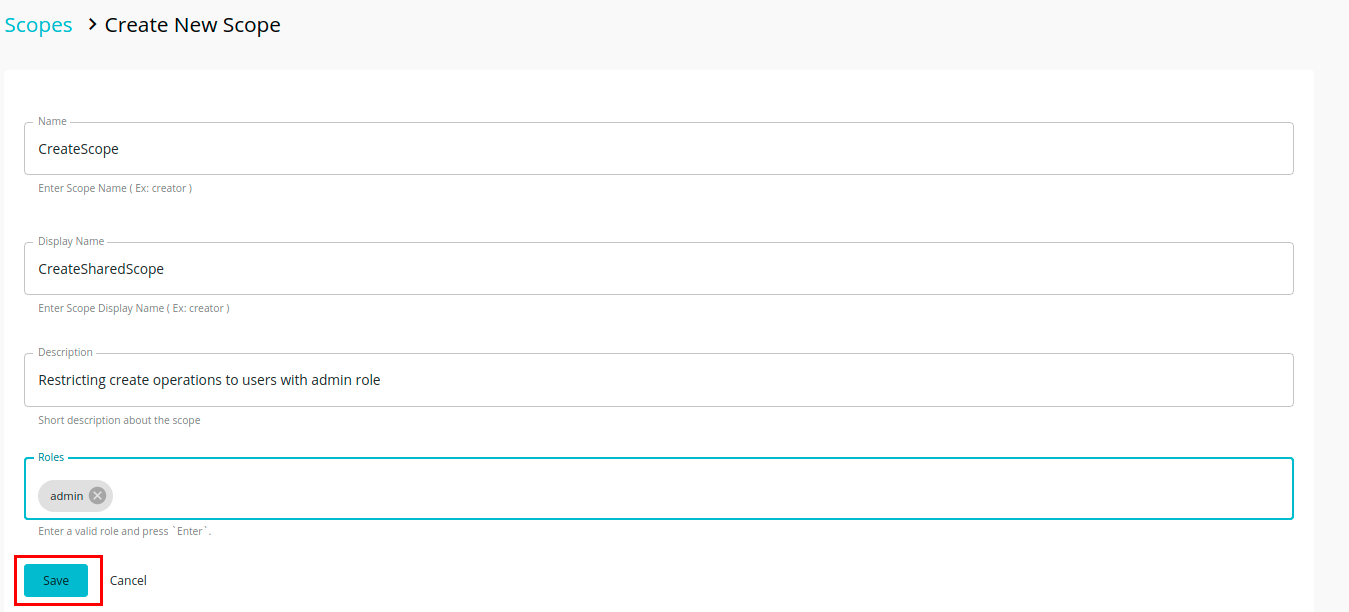 Scopes > Create New Scope
Name
CreateScope
Enter Scope Name ( Ex: creator )
Display Name
CreateSharedScope
Enter Scope Display Name ( Ex: creator )
Description
Restricting create operations to users with admin role
Short description about the scope
Roles
admin
Enter a valid role and press `Enter`.
Save Cancel